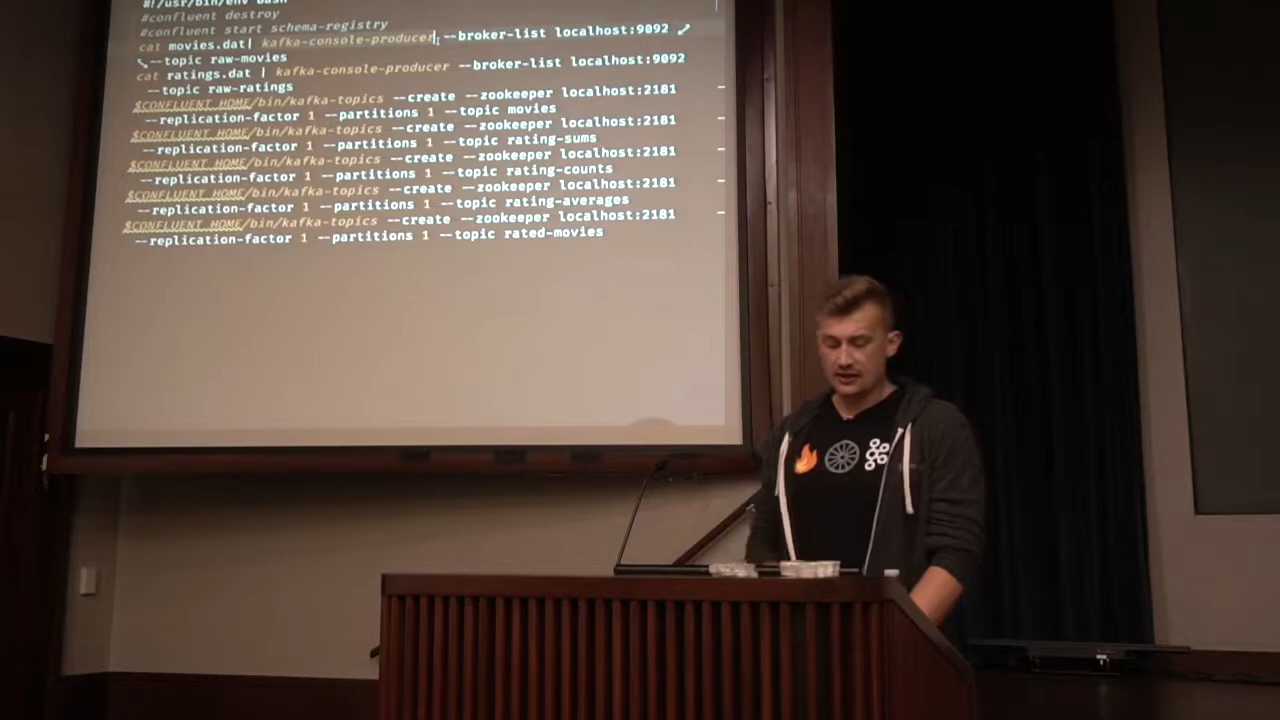 #!/usr/bin/env bash
#confluent destroy
#confluent start schema-registry
cat movies.dat| kafka-console-producer --broker-list localhost:9092
--topic raw-movies
cat ratings.dat | kafka-console-producer --broker-list localhost:9092
--topic raw-ratings
$CONFLUENT_HOME/bin/kafka-topics --create --zookeeper localhost:2181
--replication-factor 1 --partitions 1 --topic movies
$CONFLUENT_HOME/bin/kafka-topics --create --zookeeper localhost:2181
--replication-factor 1 --partitions 1 --topic rating-sums
$CONFLUENT_HOME/bin/kafka-topics --create --zookeeper localhost:2181
--replication-factor 1 --partitions 1 --topic rating-counts
$CONFLUENT_HOME/bin/kafka-topics --create --zookeeper localhost:2181
--replication-factor 1 --partitions 1 --topic rating-averages
$CONFLUENT_HOME/bin/kafka-topics --create --zookeeper localhost:2181
--replication-factor 1 --partitions 1 --topic rated-movies